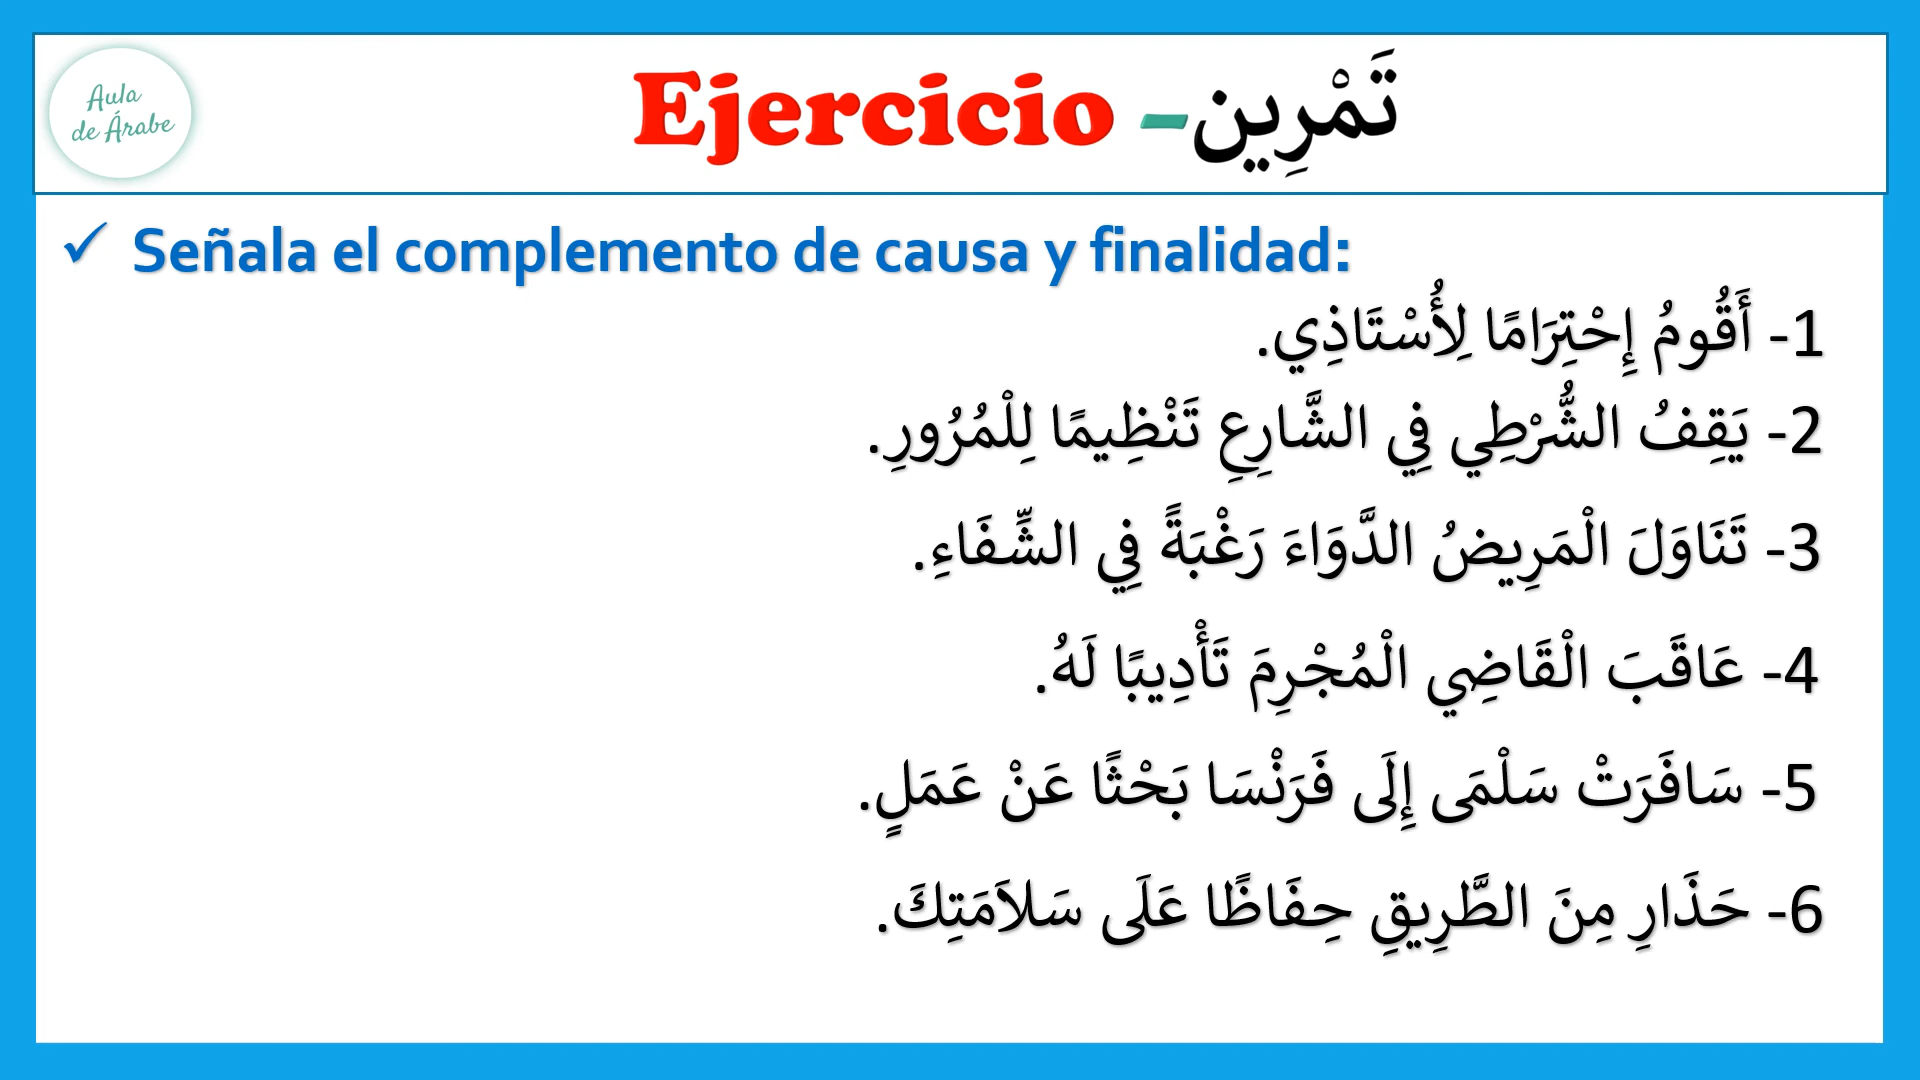 Aula
de Árabe
Ejercicio - تَمْرِين
✓ Señala el complemento de causa y finalidad:
1- أَقُومُ إِحْتِرَامًا لِأُسْتَاذِي.
2- يَقِفُ الشُّرْطِي فِي الشَّارِعِ تَنْظِيمًا لِلْمُرُورِ.
3- تَنَاوَلَ الْمَرِيضُ الدَّوَاءَ رَغْبَةً فِي الشِّفَاءِ.
4- عَاقَبَ الْقَاضِي الْمُجْرِمَ تَأْدِيبًا لَهُ.
5- سَافَرَتْ سَلْمَى إِلَى فَرَنْسَا بَحْثًا عَنْ عَمَلٍ.
6- حَذَارِ مِنَ الطَّرِيقِ حِفَاظًا عَلَى سَلاَمَتِكَ.